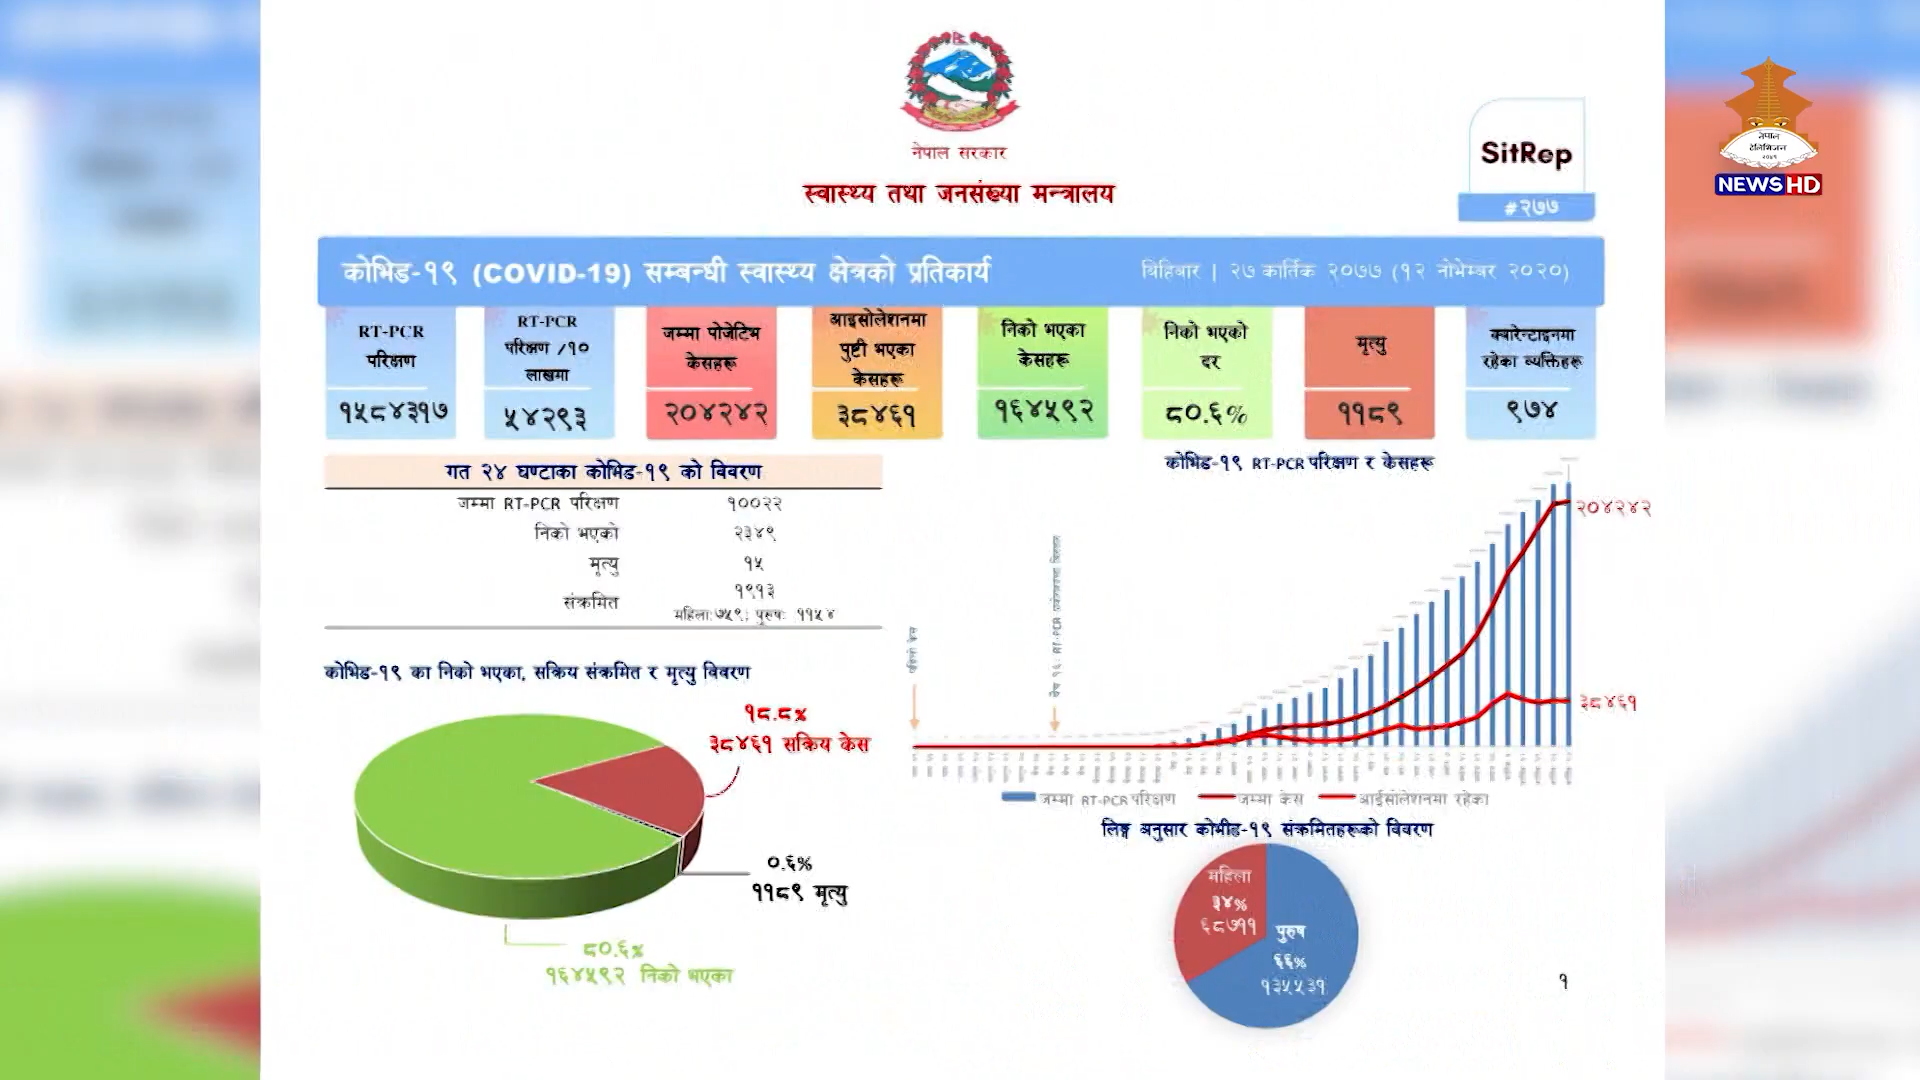 नेपाल सरकार
स्वास्थ्य तथा जनसंख्या मन्त्रालय
SitRep
#२७७
नेपाल
टेलिभिजन
२०४१
NEWS HD
कोभिड-१९ (COVID-19) सम्बन्धी स्वास्थ्य क्षेत्रको प्रतिकार्य
बिहिबार | २७ कार्तिक २०७७ (१२ नोभेम्बर २०२०)
RT-PCR
परिक्षण
१५८४३१७
RT-PCR
परिक्षण /१०
लाखमा
५४२९३
जम्मा पोजेटिभ
केसहरू
२०४२४२
आइसोलेशनमा
पुष्टी भएका
केसहरू
३८४६१
निको भएका
केसहरू
१६४५९२
निको भएको
दर
८०.६%
मृत्यु
११८९
क्वारेन्टाइनमा
रहेका व्यक्तिहरू
९७४
गत २४ घण्टाका कोभिड-१९ को विवरण
जम्मा RT-PCR परिक्षण १००२२
निको भएको २३४९
मृत्यु १५
संक्रमित १९१३
महिला: ७५९; पुरुष: ११५४
कोभिड-१९ का निको भएका, सक्रिय संक्रमित र मृत्यु विवरण
१८.८%
३८४६१ सक्रिय केस
०.६%
११८९ मृत्यु
८०.६%
१६४५९२ निको भएका
कोभिड-१९ RT-PCR परिक्षण र केसहरू
२०४२४२
३८४६१
पहिलो केस
जम्मा RT-PCR परिक्षण
जम्मा केस
आईसोलेशनमा रहेका
लिङ्ग अनुसार कोभीड-१९ संक्रमितहरूको विवरण
महिला
३४%
६८७११
पुरुष
६६%
१३५५३१
१